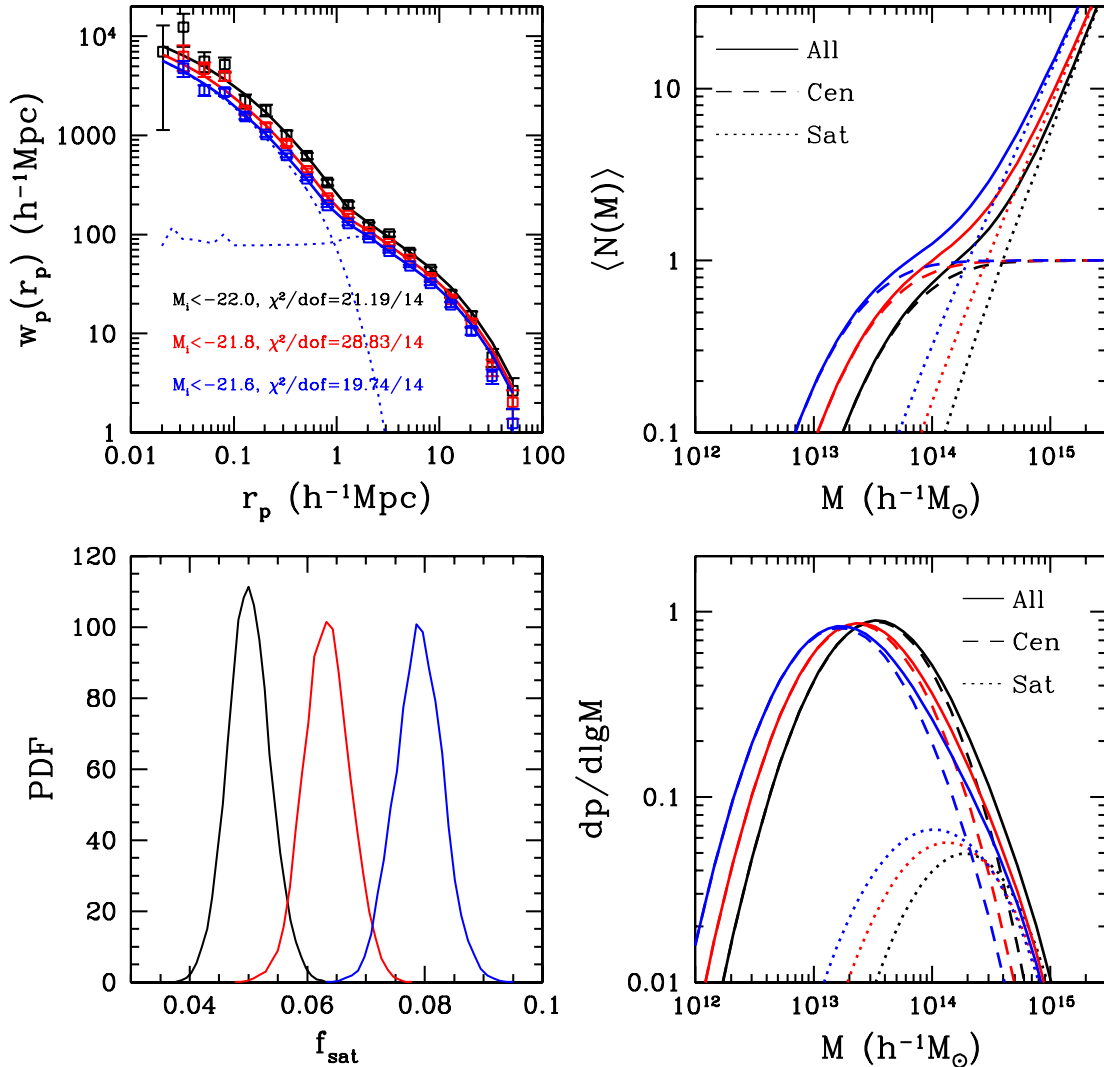 10⁴
1000
100
10
1
w_p(r_p) (h⁻¹Mpc)
M_i<−22.0, χ²/dof=21.19/14
M_i<−21.8, χ²/dof=28.83/14
M_i<−21.6, χ²/dof=19.74/14
0.01 0.1 1 10 100
r_p (h⁻¹Mpc)
10
1
0.1
⟨N(M)⟩
All
Cen
Sat
10¹² 10¹³ 10¹⁴ 10¹⁵
M (h⁻¹M_⊙)
120
100
80
60
40
20
0
PDF
0.04 0.06 0.08 0.1
f_sat
1
0.1
0.01
dp/dlgM
All
Cen
Sat
10¹² 10¹³ 10¹⁴ 10¹⁵
M (h⁻¹M_⊙)